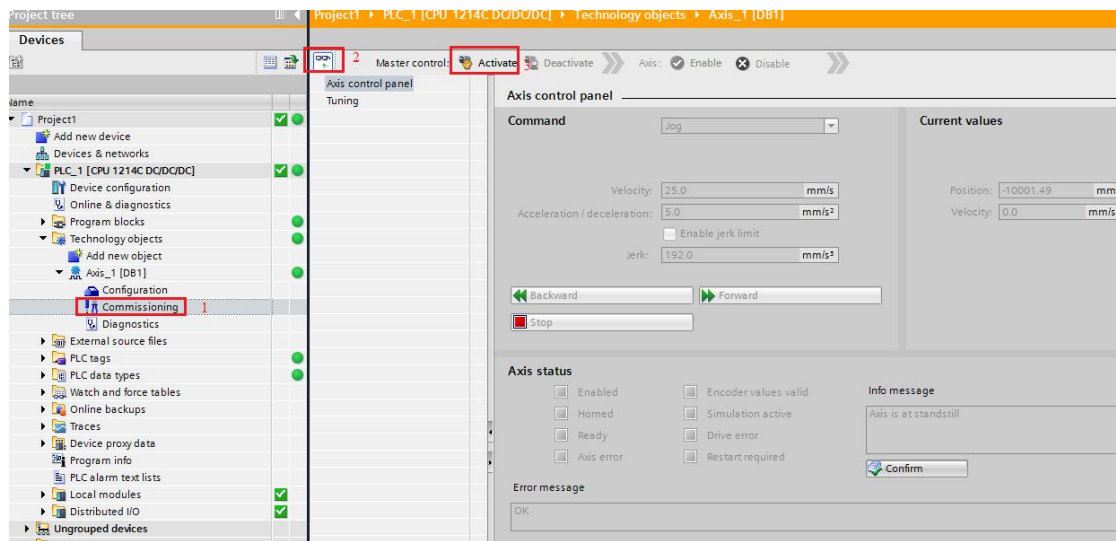 Project tree
Project1 ▸ PLC_1 [CPU 1214C DC/DC/DC] ▸ Technology objects ▸ Axis_1 [DB1]
Devices
2
Master control:
Activate
Deactivate
Axis:
Enable
Disable
Name
Project1
Add new device
Devices & networks
PLC_1 [CPU 1214C DC/DC/DC]
Device configuration
Online & diagnostics
Program blocks
Technology objects
Add new object
Axis_1 [DB1]
Configuration
Commissioning 1
Diagnostics
External source files
PLC tags
PLC data types
Watch and force tables
Online backups
Traces
Device proxy data
Program info
PLC alarm text lists
Local modules
Distributed I/O
Ungrouped devices
Axis control panel
Tuning
Axis control panel
Command
Jog
Velocity: 25.0 mm/s
Acceleration / deceleration: 5.0 mm/s²
Enable jerk limit
Jerk: 192.0 mm/s³
Backward
Forward
Stop
Current values
Position: -10001.49 mm
Velocity: 0.0 mm/s
Axis status
Enabled
Homed
Ready
Axis error
Encoder values valid
Simulation active
Drive error
Restart required
Info message
Axis is at standstill
Confirm
Error message
OK